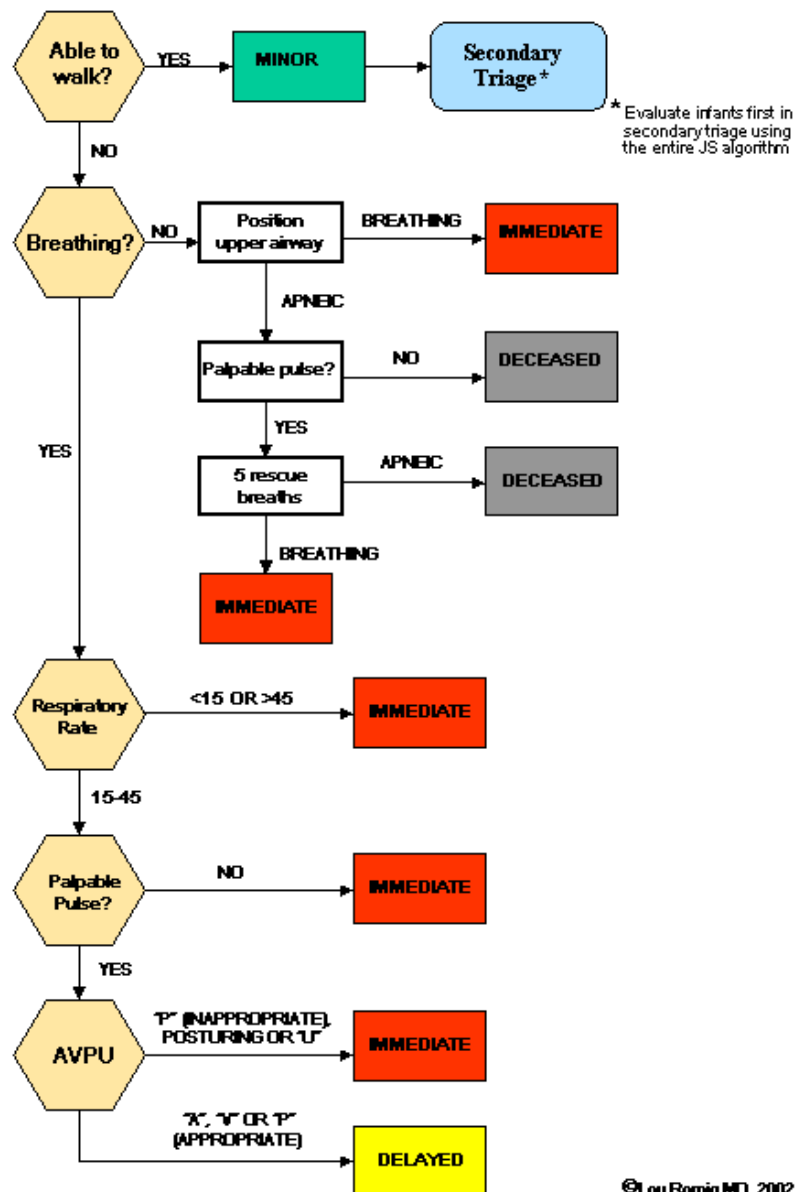 Able to
walk?
YES
MINOR
Secondary
Triage*
* Evaluate infants first in
secondary triage using
the entire JS algorithm
NO
Breathing?
NO
Position
upper airway
BREATHING
IMMEDIATE
APNEIC
Palpable pulse?
NO
DECEASED
YES
YES
5 rescue
breaths
APNEIC
DECEASED
BREATHING
IMMEDIATE
Respiratory
Rate
<15 OR >45
IMMEDIATE
15-45
Palpable
Pulse?
NO
IMMEDIATE
YES
AVPU
"P" (INAPPROPRIATE),
POSTURING OR "U"
IMMEDIATE
"A", "V" OR "P"
(APPROPRIATE)
DELAYED
©Lou Romig MD, 2002